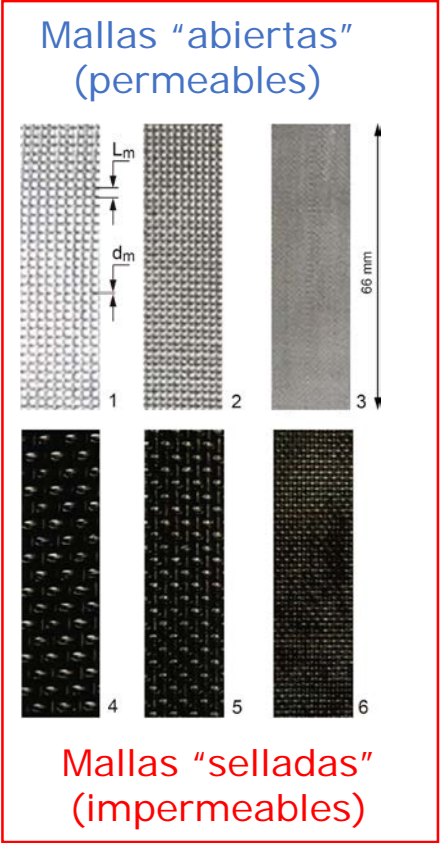 Mallas “abiertas”
(permeables)
Lm
dm
66 mm
1
2
3
4
5
6
Mallas “selladas”
(impermeables)